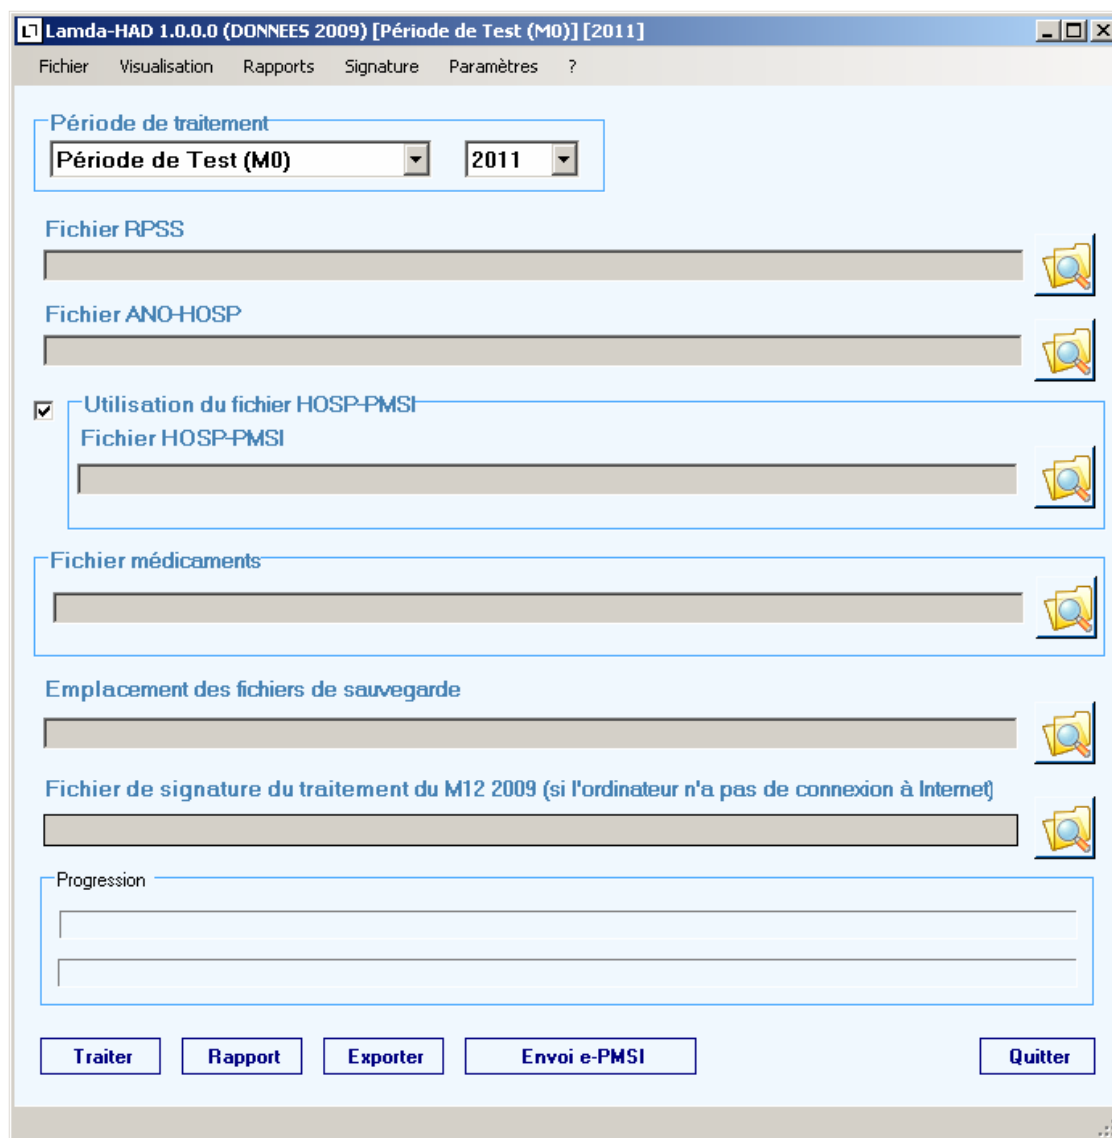 Lamda-HAD 1.0.0.0 (DONNEES 2009) [Période de Test (M0)] [2011]
Fichier Visualisation Rapports Signature Paramètres ?
Période de traitement
Période de Test (M0) 2011
Fichier RPSS
Fichier ANO-HOSP
Utilisation du fichier HOSP-PMSI
Fichier HOSP-PMSI
Fichier médicaments
Emplacement des fichiers de sauvegarde
Fichier de signature du traitement du M12 2009 (si l'ordinateur n'a pas de connexion à Internet)
Progression
Traiter Rapport Exporter Envoi e-PMSI Quitter